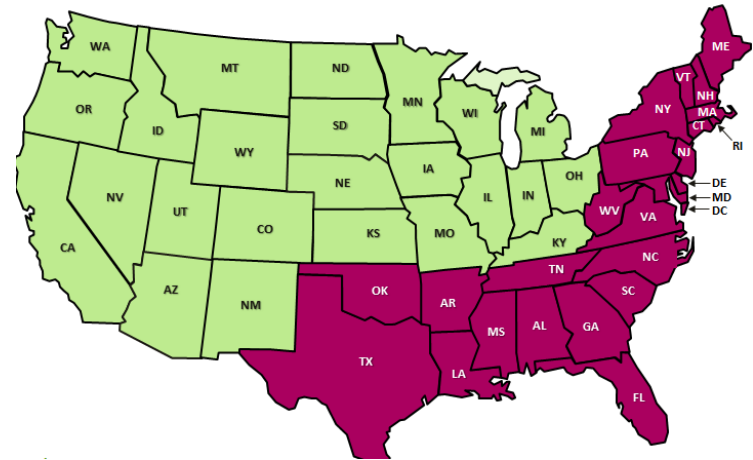 ME
WA
VT
MT
ND
NH
MN
OR
NY
MA
WI
CT
ID
SD
MI
RI
WY
PA
NJ
IA
NE
OH
DE
NV
IL
IN
MD
UT
WV
VA
DC
CO
KS
MO
KY
CA
NC
TN
AZ
OK
SC
NM
AR
MS
AL
GA
TX
LA
FL